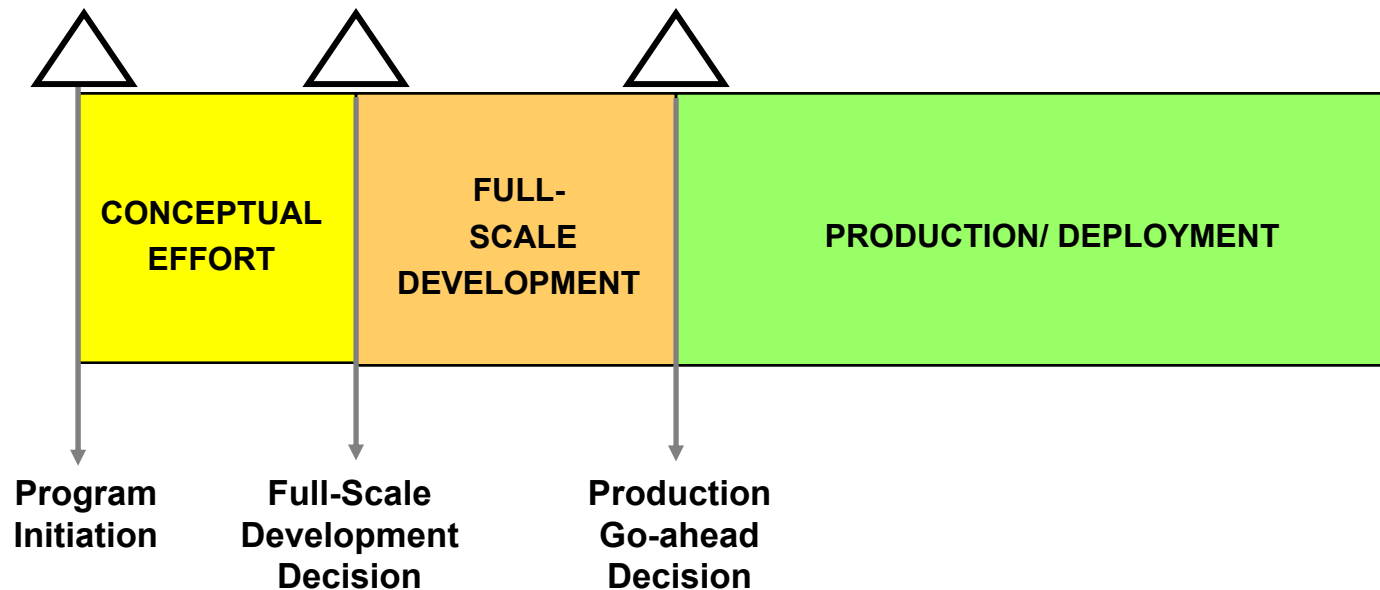 CONCEPTUAL
EFFORT
FULL-
SCALE
DEVELOPMENT
PRODUCTION/ DEPLOYMENT
Program
Initiation
Full-Scale
Development
Decision
Production
Go-ahead
Decision